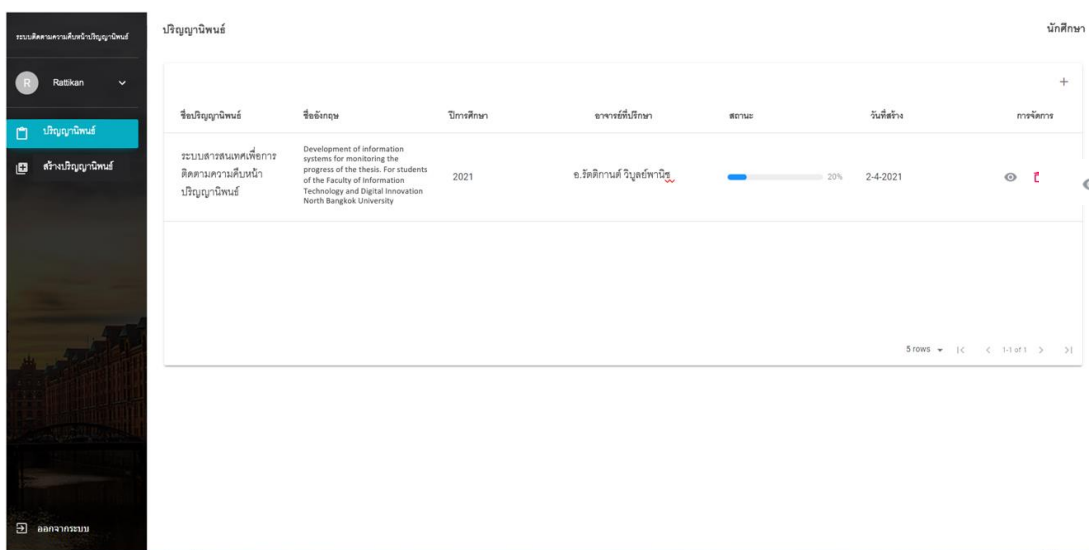 ระบบติดตามความคืบหน้าปริญญานิพนธ์
ปริญญานิพนธ์
นักศึกษา
R
Rattikan
ปริญญานิพนธ์
สร้างปริญญานิพนธ์
ออกจากระบบ
ชื่อปริญญานิพนธ์ ชื่ออังกฤษ ปีการศึกษา อาจารย์ที่ปรึกษา สถานะ วันที่สร้าง การจัดการ
ระบบสารสนเทศเพื่อการ
ติดตามความคืบหน้า
ปริญญานิพนธ์
Development of information
systems for monitoring the
progress of the thesis. For students
of the Faculty of Information
Technology and Digital Innovation
North Bangkok University
2021
อ.รัตติกานต์ วิบูลย์พานิช
20%
2-4-2021
5 rows
1-1 of 1